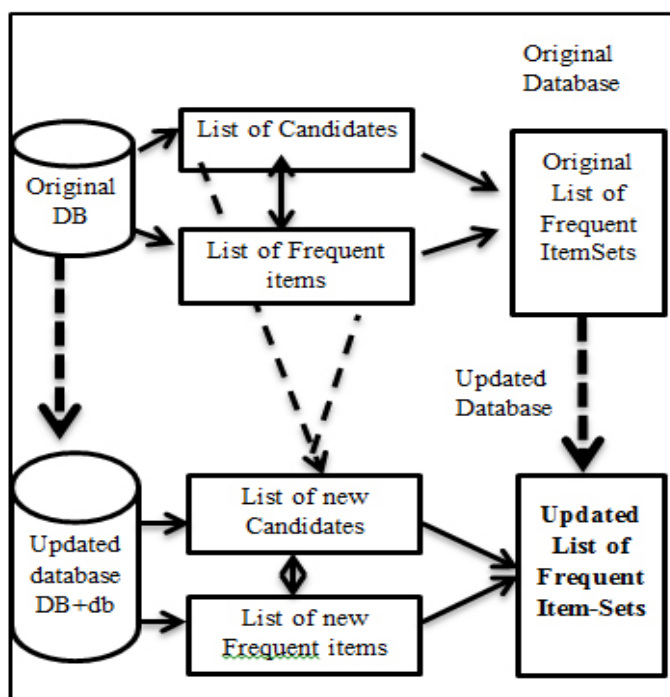 Original
Database
List of Candidates
Original
DB
Original
List of
Frequent
ItemSets
List of Frequent
items
Updated
Database
List of new
Candidates
Updated
database
DB+db
Updated
List of
Frequent
Item-Sets
List of new
Frequent items